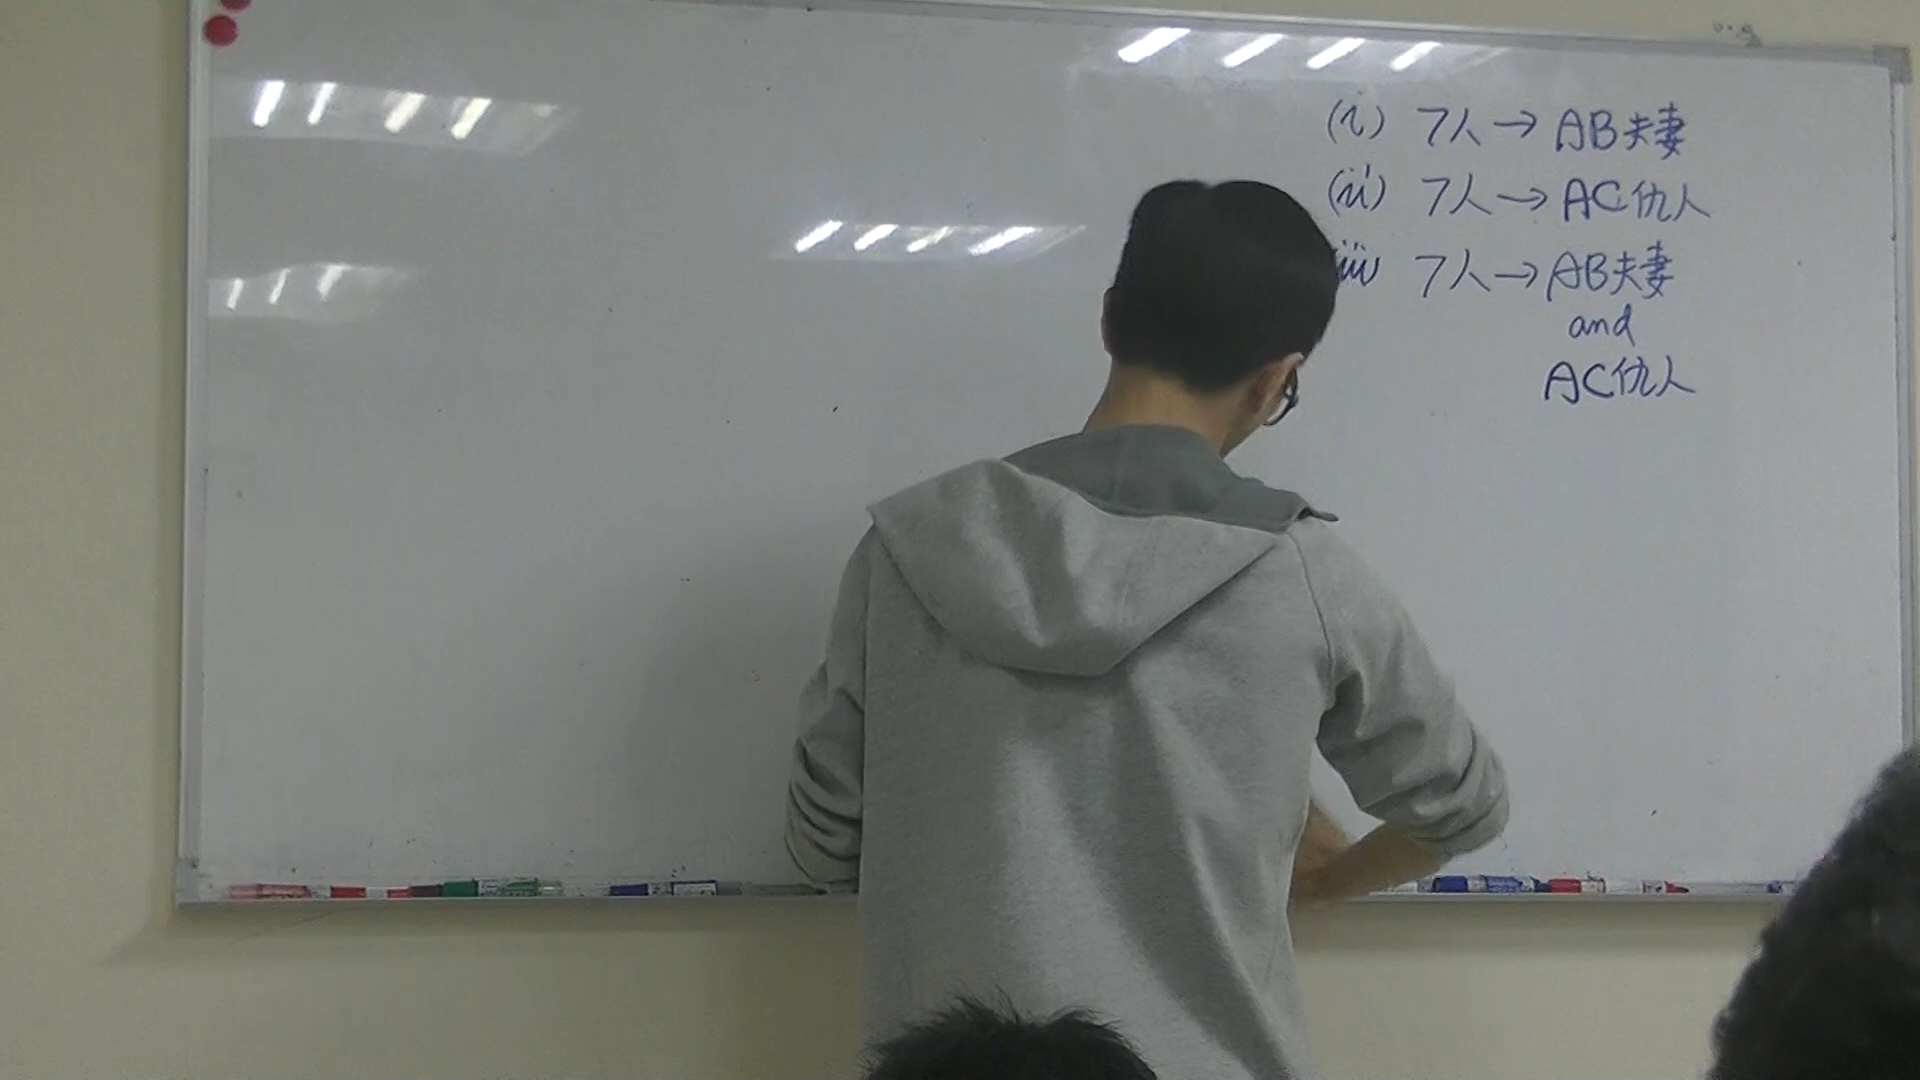 (i) 7人→AB夫妻
(ii) 7人→AC仇人
iii) 7人→AB夫妻
and
AC仇人